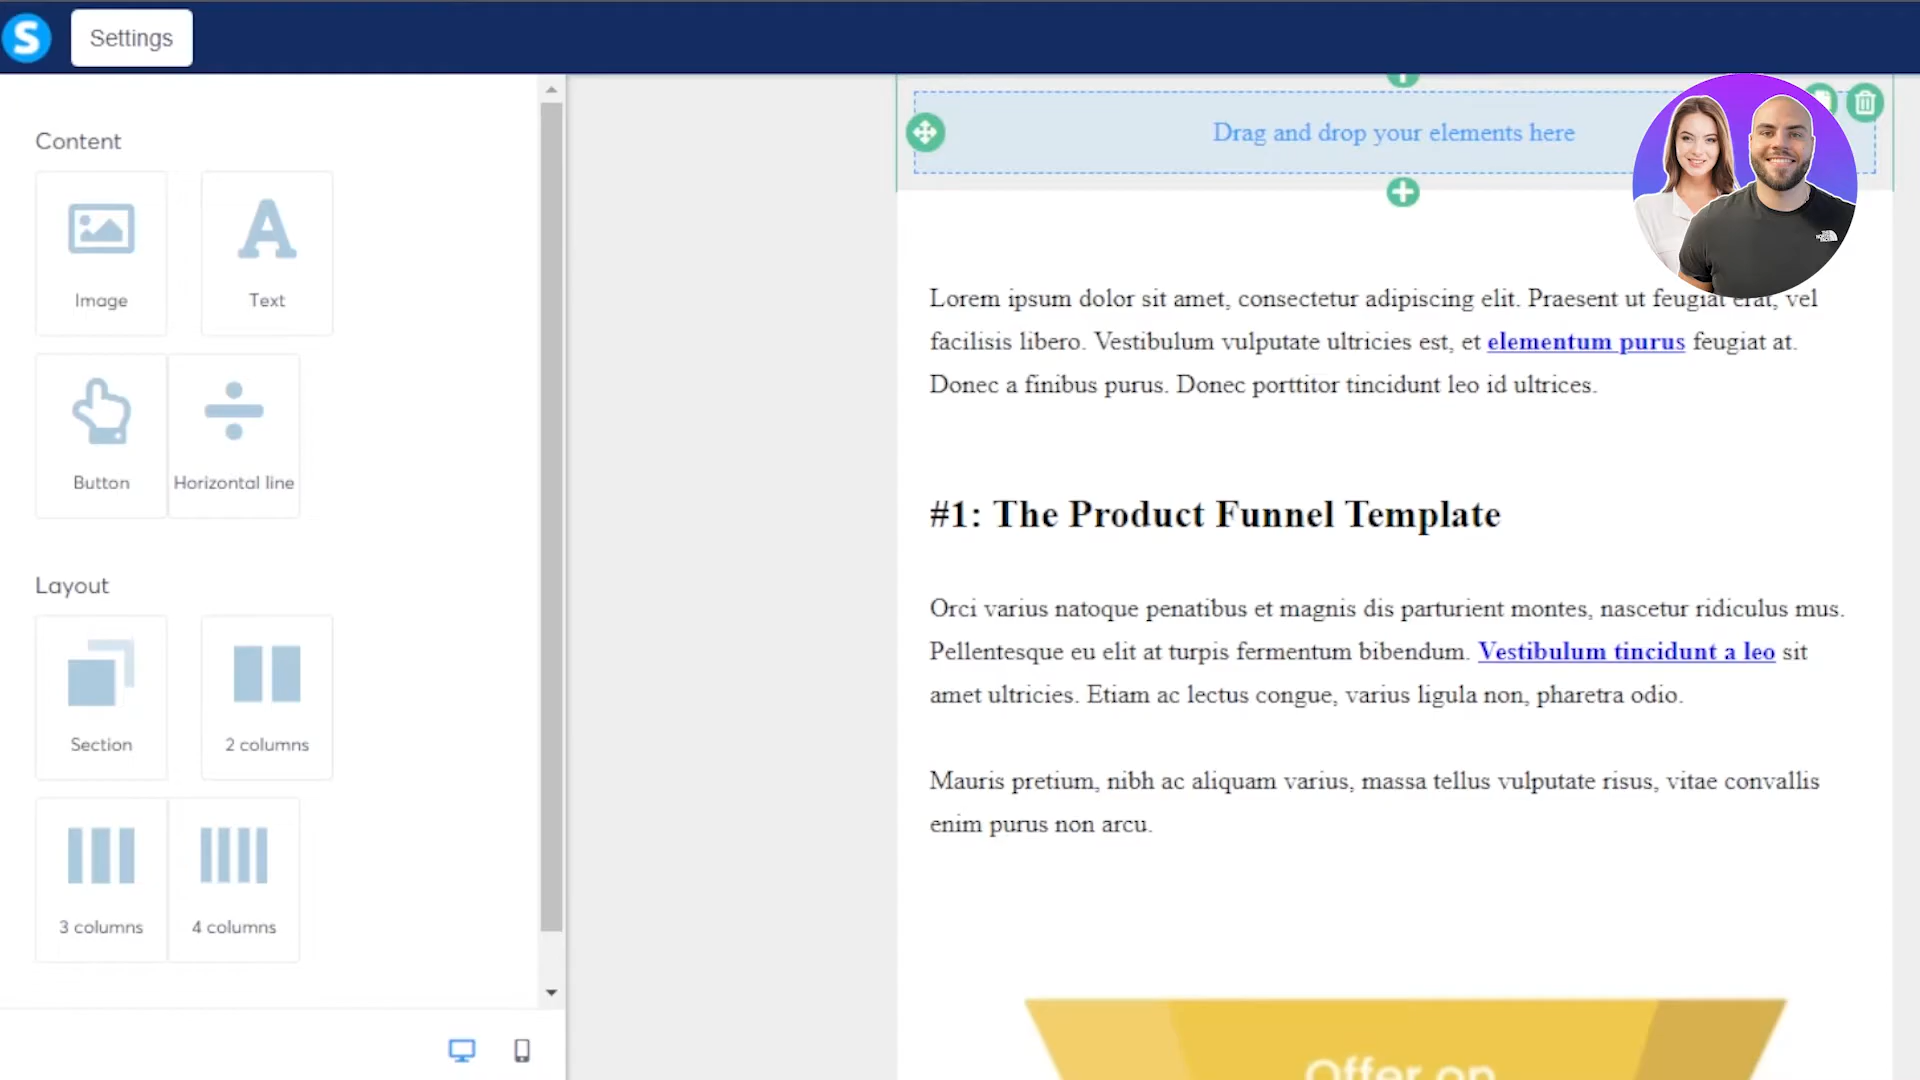 S
Settings
Content
Image
Text
Button
Horizontal line
Layout
Section
2 columns
3 columns
4 columns
Drag and drop your elements here
Lorem ipsum dolor sit amet, consectetur adipiscing elit. Praesent ut feugiat erat, vel
facilisis libero. Vestibulum vulputate ultricies est, et elementum purus feugiat at.
Donec a finibus purus. Donec porttitor tincidunt leo id ultrices.
#1: The Product Funnel Template
Orci varius natoque penatibus et magnis dis parturient montes, nascetur ridiculus mus.
Pellentesque eu elit at turpis fermentum bibendum. Vestibulum tincidunt a leo sit
amet ultricies. Etiam ac lectus congue, varius ligula non, pharetra odio.
Mauris pretium, nibh ac aliquam varius, massa tellus vulputate risus, vitae convallis
enim purus non arcu.
Offer on